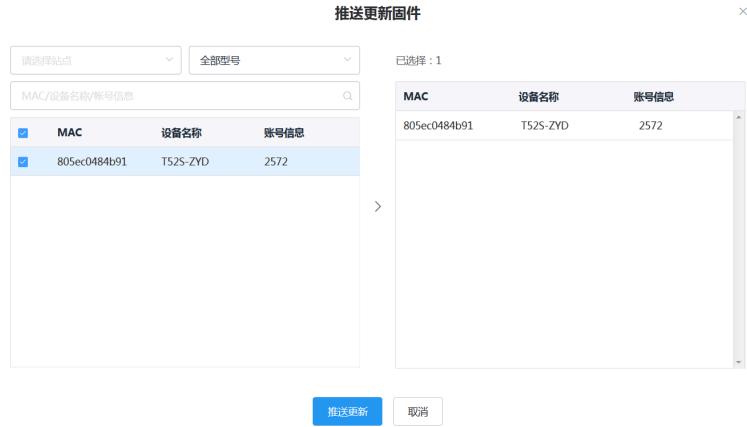 推送更新固件
请选择站点 全部型号
MAC/设备名称/帐号信息
MAC 设备名称 账号信息
805ec0484b91 T52S-ZYD 2572
已选择：1
MAC 设备名称 账号信息
805ec0484b91 T52S-ZYD 2572
推送更新 取消